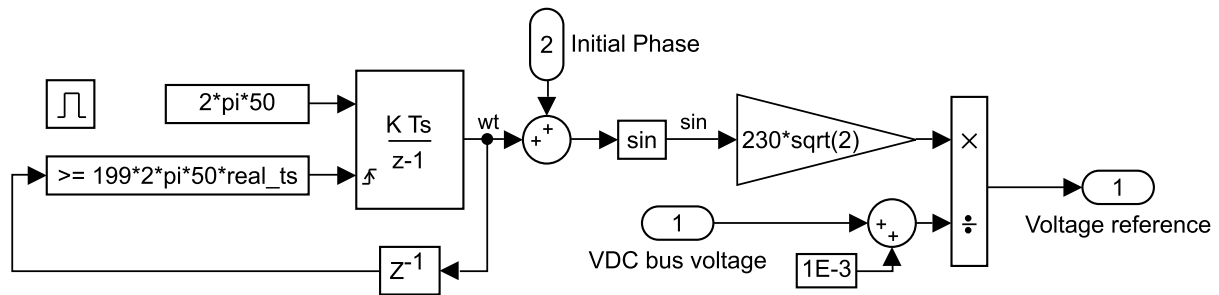 2
Initial Phase
2*pi*50
K Ts
z-1
wt
+
+
sin
sin
230*sqrt(2)
×
>= 199*2*pi*50*real_ts
1
VDC bus voltage
+
+
÷
1
Voltage reference
Z-1
1E-3